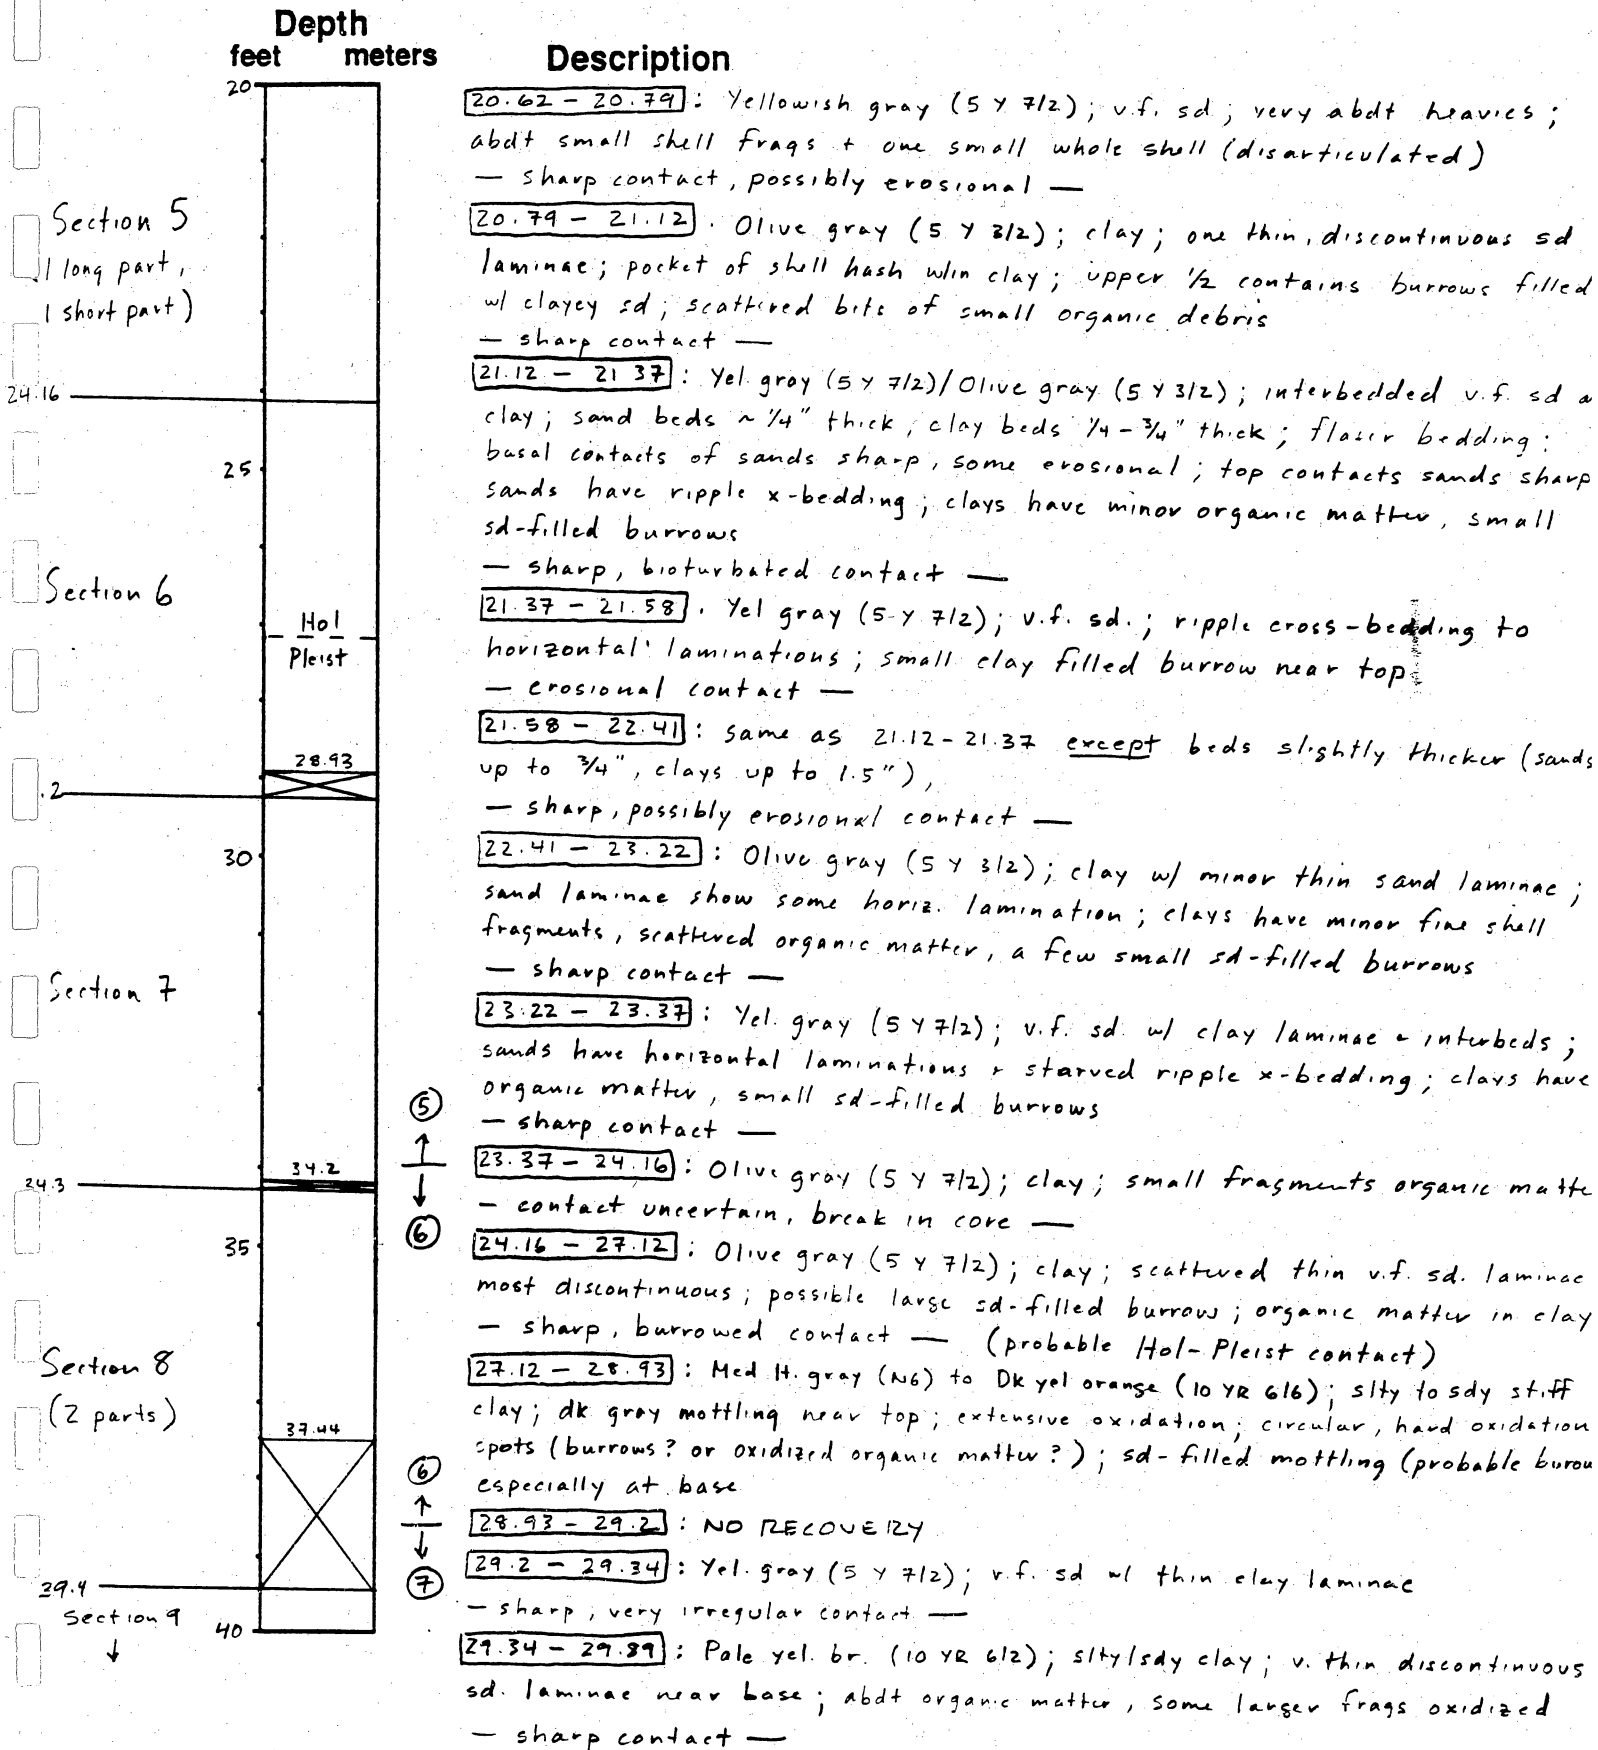 Depth
feet meters
Description
20
Section 5
1 long part,
1 short part)
24.16
25
Section 6
Hol
Pleist
28.93
.2
30
Section 7
34.2
24.3
35
Section 8
(2 parts)
37.44
39.4
Section 9
↓
40
5
↑
↓
6
6
↑
↓
7
20.62 - 20.79 : Yellowish gray (5 Y 7/2); v.f. sd; very abdt heavies;
abdt small shell frags + one small whole shell (disarticulated)
— sharp contact, possibly erosional —
20.79 - 21.12 . Olive gray (5 Y 3/2); clay; one thin, discontinuous sd
laminae; pocket of shell hash w/in clay; upper 1/2 contains burrows filled
w/ clayey sd; scattered bits of small organic debris
— sharp contact —
21.12 - 21 37 : Yel. gray (5 Y 7/2)/Olive gray (5 Y 3/2); interbedded v.f. sd
clay; sand beds ~ 1/4" thick, clay beds 1/4 - 3/4" thick; flaser bedding:
basal contacts of sands sharp, some erosional; top contacts sands sharp
sands have ripple x-bedding; clays have minor organic matter, small
sd-filled burrows
— sharp, bioturbated contact —
21.37 - 21.58 . Yel gray (5 Y 7/2); v.f. sd.; ripple cross-bedding to
horizontal laminations; small clay filled burrow near top
— erosional contact —
21.58 - 22.41 : same as 21.12-21.37 except beds slightly thicker (sands
up to 3/4", clays up to 1.5"),
— sharp, possibly erosional contact —
22.41 - 23.22 : Olive gray (5 Y 3/2); clay w/ minor thin sand laminae;
sand laminae show some horiz. lamination; clays have minor fine shell
fragments, scattered organic matter, a few small sd-filled burrows
— sharp contact —
23.22 - 23.37 : Yel. gray (5 Y 7/2); v.f. sd. w/ clay laminae + interbeds;
sands have horizontal laminations + starved ripple x-bedding; clays have
organic matter, small sd-filled burrows
— sharp contact —
23.37 - 24.16 : Olive gray (5 Y 7/2); clay; small fragments organic matte
— contact uncertain, break in core —
24.16 - 27.12 : Olive gray (5 Y 7/2); clay; scattered thin v.f. sd. laminae
most discontinuous; possible large sd-filled burrow; organic matter in clay
— sharp, burrowed contact — (probable Hol-Pleist contact)
27.12 - 28.93 : Med lt. gray (N6) to Dk yel orange (10 YR 6/6); slty to sdy stiff
clay; dk gray mottling near top; extensive oxidation; circular, hard oxidation
spots (burrows? or oxidized organic matter?); sd-filled mottling (probable burou
especially at base
28.93 - 29.2 : NO RECOVERY
29.2 - 29.34 : Yel. gray (5 Y 7/2); v.f. sd w/ thin clay laminae
— sharp, very irregular contact —
29.34 - 29.89 : Pale yel. br. (10 YR 6/2); slty/sdy clay; v. thin discontinuous
sd. laminae near base; abdt organic matter, some larger frags oxidized
— sharp contact —